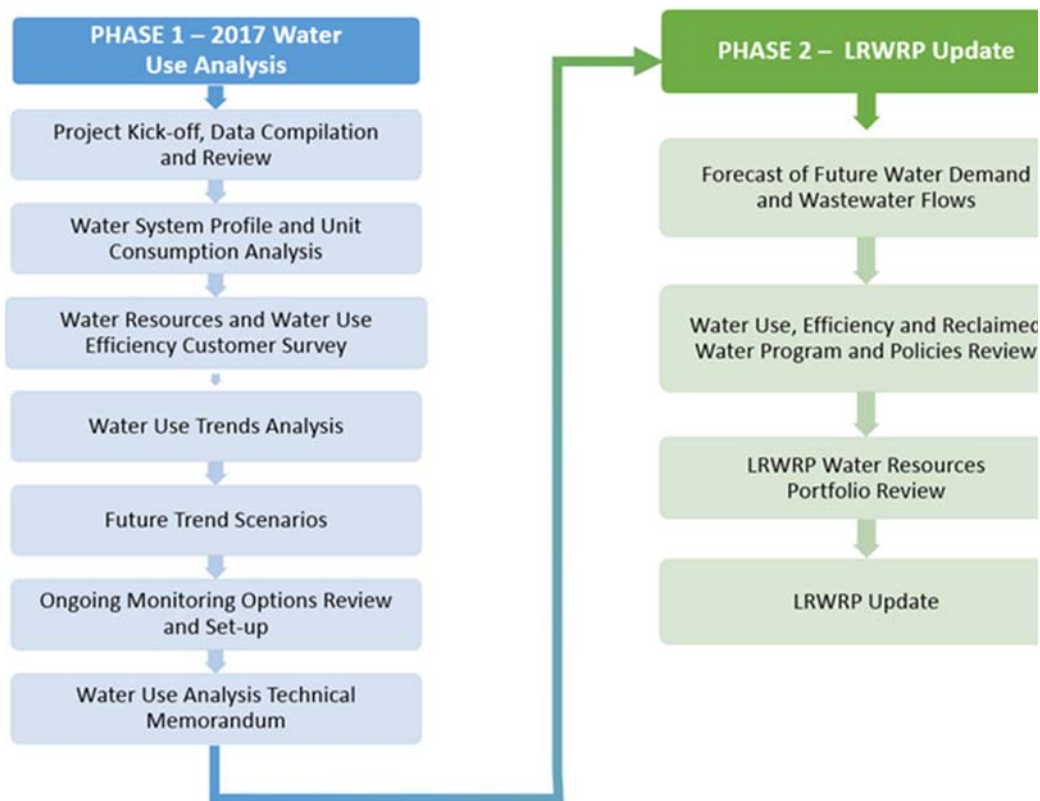 PHASE 1 – 2017 Water
Use Analysis
Project Kick-off, Data Compilation
and Review
Water System Profile and Unit
Consumption Analysis
Water Resources and Water Use
Efficiency Customer Survey
Water Use Trends Analysis
Future Trend Scenarios
Ongoing Monitoring Options Review
and Set-up
Water Use Analysis Technical
Memorandum
PHASE 2 – LRWRP Update
Forecast of Future Water Demand
and Wastewater Flows
Water Use, Efficiency and Reclaimed
Water Program and Policies Review
LRWRP Water Resources
Portfolio Review
LRWRP Update